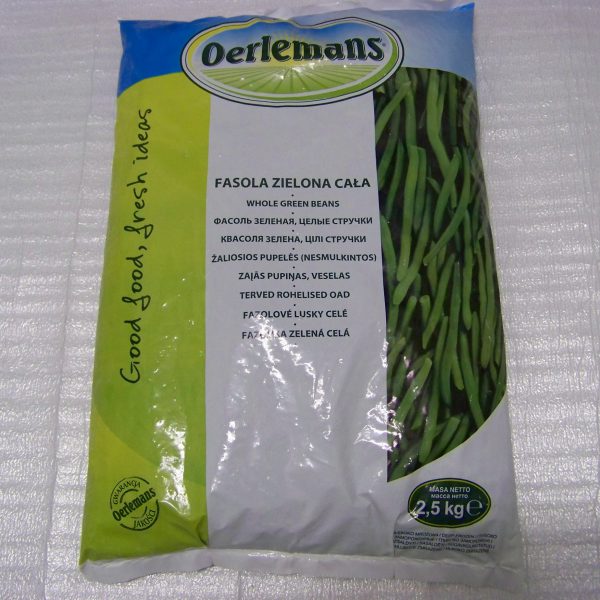 Oerlemans
Good food, fresh ideas
FASOLA ZIELONA CAŁA
WHOLE GREEN BEANS
ФАСОЛЬ ЗЕЛЕНАЯ, ЦЕЛЫЕ СТРУЧКИ
КВАСОЛЯ ЗЕЛЕНА, ЦІЛІ СТРУЧКИ
ŽALIOSIOS PUPELĖS (NESMULKINTOS)
ZAĻĀS PUPIŅAS, VESELAS
TERVED ROHELISED OAD
FAZOLOVÉ LUSKY CELÉ
FAZUĽKA ZELENÁ CELÁ
GWARANCJA
Oerlemans
JAKOŚCI
MASA NETTO
масса нетто
2,5 kg e